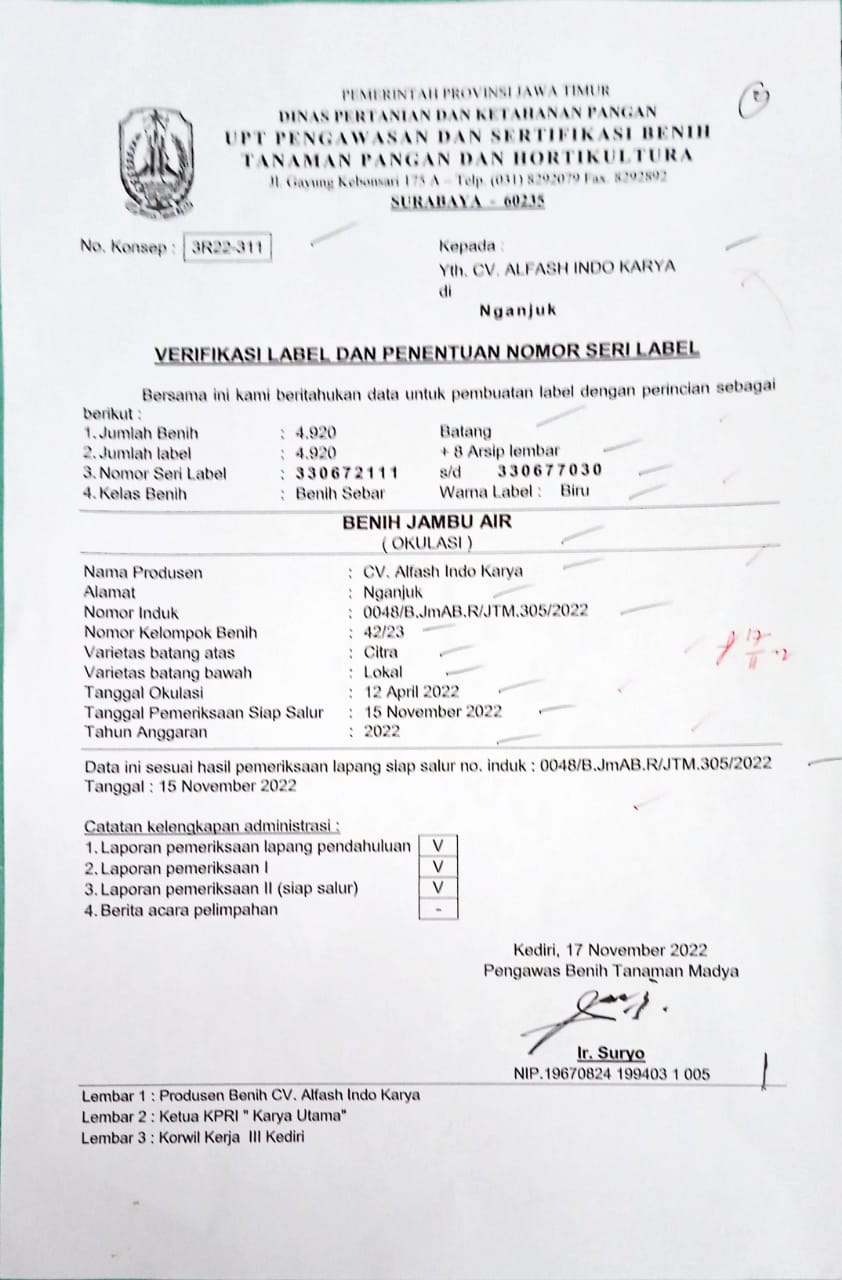 PEMERINTAH PROVINSI JAWA TIMUR
DINAS PERTANIAN DAN KETAHANAN PANGAN
UPT PENGAWASAN DAN SERTIFIKASI BENIH
TANAMAN PANGAN DAN HORTIKULTURA
Jl. Gayung Kebonsari 175 A – Telp. (031) 8292079 Fax. 8292892
SURABAYA - 60235
No. Konsep : 3R22-311
Kepada :
Yth. CV. ALFASH INDO KARYA
di
Nganjuk
VERIFIKASI LABEL DAN PENENTUAN NOMOR SERI LABEL
Bersama ini kami beritahukan data untuk pembuatan label dengan perincian sebagai
berikut :
1. Jumlah Benih : 4.920 Batang
2. Jumlah label : 4.920 + 8 Arsip lembar
3. Nomor Seri Label : 330672111 s/d 330677030
4. Kelas Benih : Benih Sebar Warna Label : Biru
BENIH JAMBU AIR
( OKULASI )
Nama Produsen : CV. Alfash Indo Karya
Alamat : Nganjuk
Nomor Induk : 0048/B.JmAB.R/JTM.305/2022
Nomor Kelompok Benih : 42/23
Varietas batang atas : Citra
Varietas batang bawah : Lokal
Tanggal Okulasi : 12 April 2022
Tanggal Pemeriksaan Siap Salur : 15 November 2022
Tahun Anggaran : 2022
Data ini sesuai hasil pemeriksaan lapang siap salur no. induk : 0048/B.JmAB.R/JTM.305/2022
Tanggal : 15 November 2022
Catatan kelengkapan administrasi :
1. Laporan pemeriksaan lapang pendahuluan V
2. Laporan pemeriksaan I V
3. Laporan pemeriksaan II (siap salur) V
4. Berita acara pelimpahan -
Kediri, 17 November 2022
Pengawas Benih Tanaman Madya
Ir. Suryo
NIP.19670824 199403 1 005
Lembar 1 : Produsen Benih CV. Alfash Indo Karya
Lembar 2 : Ketua KPRI " Karya Utama"
Lembar 3 : Korwil Kerja III Kediri